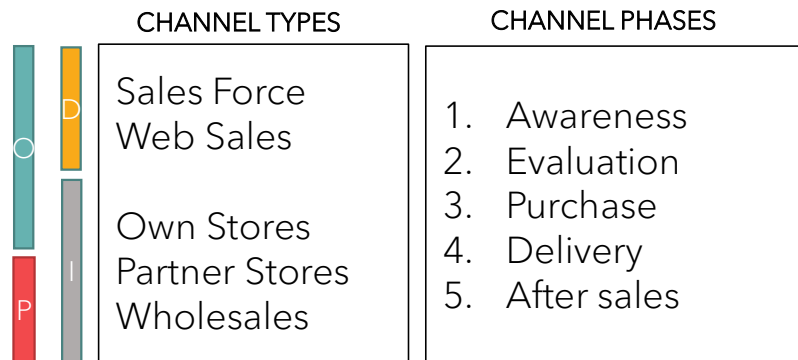 CHANNEL TYPES
CHANNEL PHASES
O
D
P
I
Sales Force
Web Sales
Own Stores
Partner Stores
Wholesales
1. Awareness
2. Evaluation
3. Purchase
4. Delivery
5. After sales